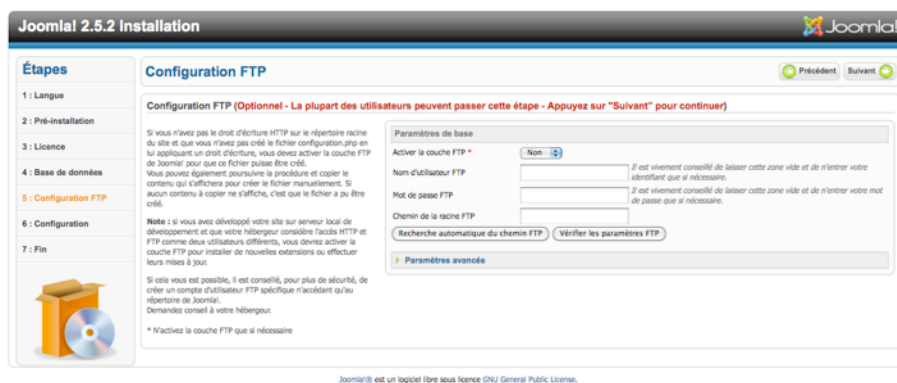 Joomla! 2.5.2 Installation
Joomla!
Étapes
1 : Langue
2 : Pré-installation
3 : Licence
4 : Base de données
5 : Configuration FTP
6 : Configuration
7 : Fin
Configuration FTP
Précédent
Suivant
Configuration FTP (Optionnel - La plupart des utilisateurs peuvent passer cette étape - Appuyez sur "Suivant" pour continuer)
Si vous n'avez pas le droit d'écriture HTTP sur le répertoire racine
du site et que vous n'avez pas créé le fichier configuration.php en
lui appliquant un droit d'écriture, vous devez activer la couche FTP
de Joomla! pour que ce fichier puisse être créé.
Vous pouvez également poursuivre la procédure et copier le
contenu qui s'affichera pour créer le fichier manuellement. Si
aucun contenu à copier ne s'affiche, c'est que le fichier a pu être
créé.
Note : si vous avez développé votre site sur serveur local de
développement et que votre hébergeur considère l'accès HTTP et
FTP comme deux utilisateurs différents, vous devrez activer la
couche FTP pour installer de nouvelles extensions ou effectuer
leurs mises à jour.
Si cela vous est possible, il est conseillé, pour plus de sécurité, de
créer un compte d'utilisateur FTP spécifique n'accédant qu'au
répertoire de Joomla!.
Demandez conseil à votre hébergeur.
* N'activez la couche FTP que si nécessaire
Paramètres de base
Activer la couche FTP *
Non
Nom d'utilisateur FTP
Il est vivement conseillé de laisser cette zone vide et de n'entrer votre
identifiant que si nécessaire.
Mot de passe FTP
Il est vivement conseillé de laisser cette zone vide et de n'entrer votre mot
de passe que si nécessaire.
Chemin de la racine FTP
Recherche automatique du chemin FTP
Vérifier les paramètres FTP
Paramètres avancés
Joomla!® est un logiciel libre sous licence GNU General Public License.